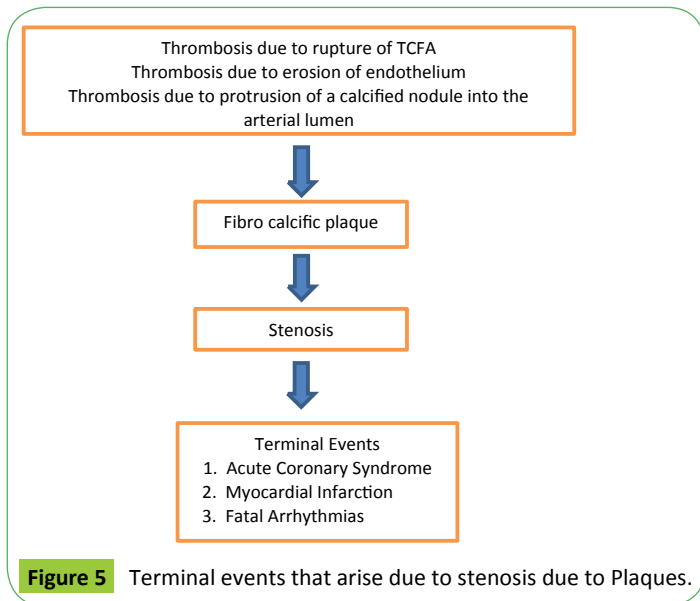 Thrombosis due to rupture of TCFA
Thrombosis due to erosion of endothelium
Thrombosis due to protrusion of a calcified nodule into the
arterial lumen
Fibro calcific plaque
Stenosis
Terminal Events
1. Acute Coronary Syndrome
2. Myocardial Infarction
3. Fatal Arrhythmias
Figure 5 Terminal events that arise due to stenosis due to Plaques.